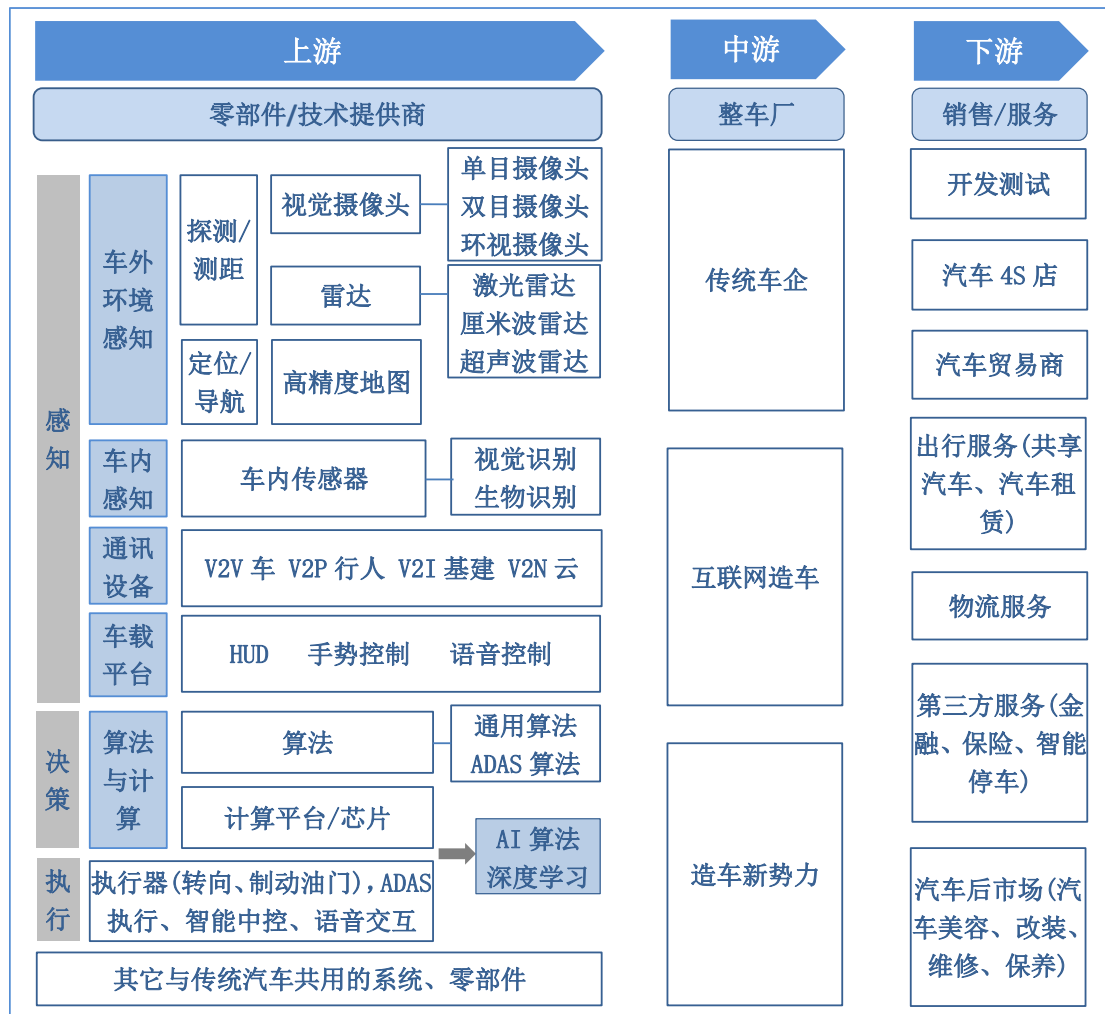 上游
中游
下游
零部件/技术提供商
整车厂
销售/服务
感
知
车外
环境
感知
探测/
测距
视觉摄像头
单目摄像头
双目摄像头
环视摄像头
雷达
激光雷达
厘米波雷达
超声波雷达
定位/
导航
高精度地图
车内
感知
车内传感器
视觉识别
生物识别
通讯
设备
V2V 车 V2P 行人 V2I 基建 V2N 云
车载
平台
HUD 手势控制 语音控制
决
策
算法
与计
算
算法
通用算法
ADAS 算法
计算平台/芯片
AI 算法
深度学习
执
行
执行器(转向、制动油门),ADAS
执行、智能中控、语音交互
其它与传统汽车共用的系统、零部件
传统车企
互联网造车
造车新势力
开发测试
汽车 4S 店
汽车贸易商
出行服务(共享
汽车、汽车租
赁)
物流服务
第三方服务(金
融、保险、智能
停车)
汽车后市场(汽
车美容、改装、
维修、保养)